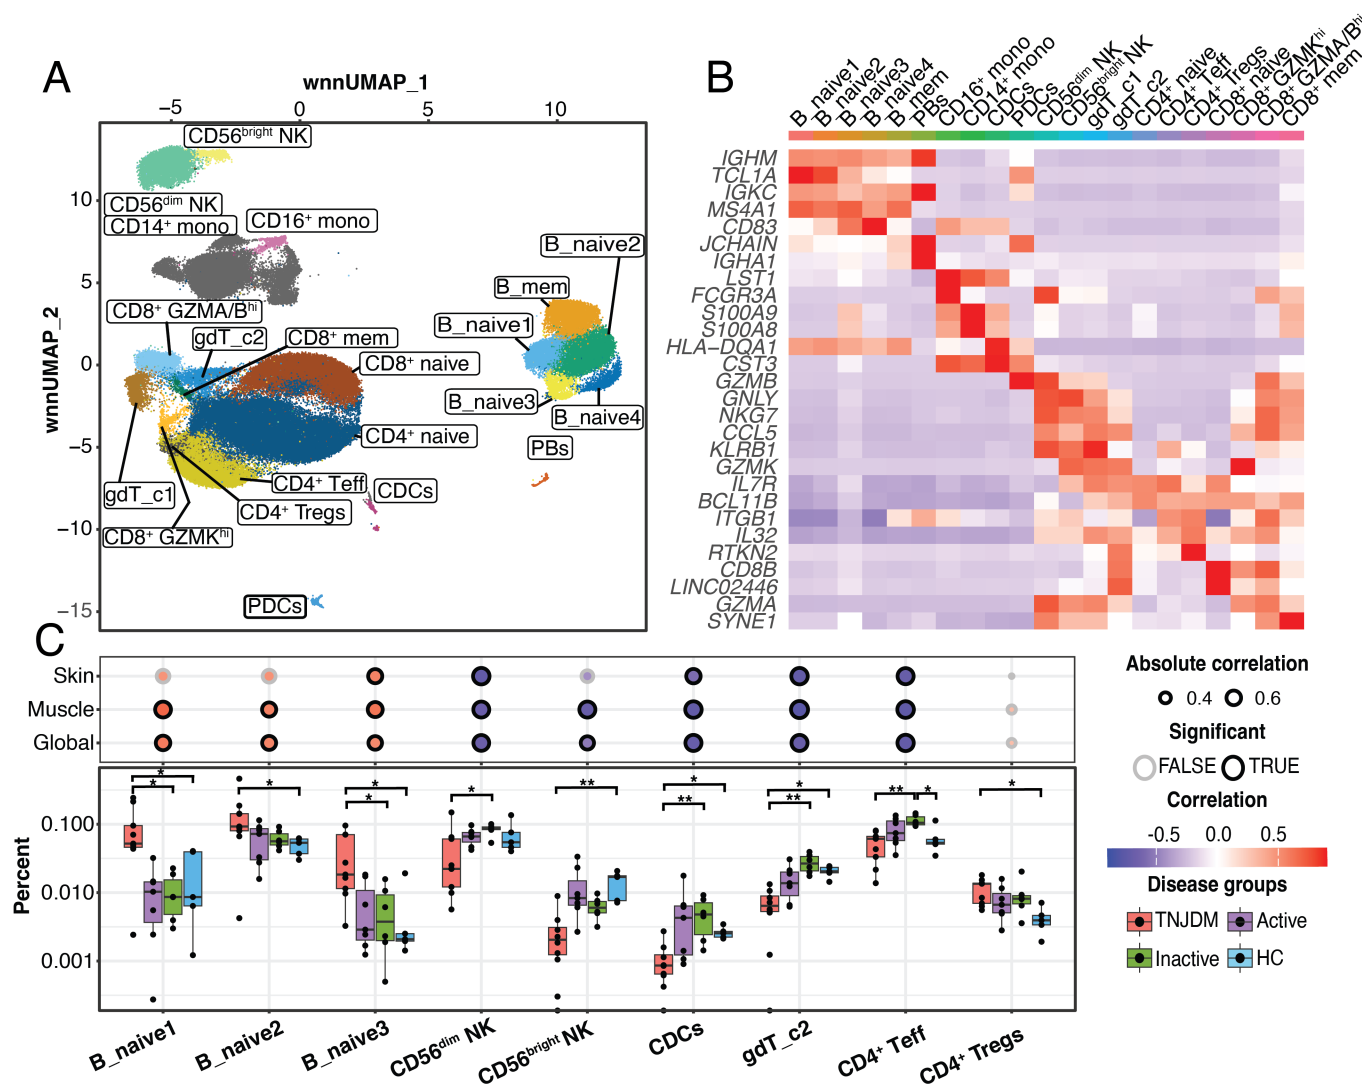 A
wnnUMAP_1
−5
0
5
10
wnnUMAP_2
10
5
0
−5
−10
−15
CD56bright NK
CD56dim NK
CD14+ mono
CD16+ mono
B_naive2
B_mem
CD8+ GZMA/Bhi
B_naive1
gdT_c2
CD8+ mem
CD8+ naive
B_naive3
B_naive4
CD4+ naive
PBs
gdT_c1
CD4+ Teff
CDCs
CD4+ Tregs
CD8+ GZMKhi
PDCs
B
B_naive1
B_naive2
B_naive3
B_naive4
B_mem
PBs
CD16+ mono
CD14+ mono
CDCs
PDCs
CD56dim NK
CD56bright NK
gdT_c1
gdT_c2
CD4+ naive
CD4+ Teff
CD4+ Tregs
CD8+ naive
CD8+ GZMKhi
CD8+ GZMA/Bhi
CD8+ mem
IGHM
TCL1A
IGKC
MS4A1
CD83
JCHAIN
IGHA1
LST1
FCGR3A
S100A9
S100A8
HLA−DQA1
CST3
GZMB
GNLY
NKG7
CCL5
KLRB1
GZMK
IL7R
BCL11B
ITGB1
IL32
RTKN2
CD8B
LINC02446
GZMA
SYNE1
C
Skin
Muscle
Global
Percent
0.100
0.010
0.001
*
*
*
*
*
*
**
*
**
*
**
**
*
*
B_naive1
B_naive2
B_naive3
CD56dim NK
CD56bright NK
CDCs
gdT_c2
CD4+ Teff
CD4+ Tregs
Absolute correlation
0.4
0.6
Significant
FALSE
TRUE
Correlation
-0.5
0.0
0.5
Disease groups
TNJDM
Active
Inactive
HC